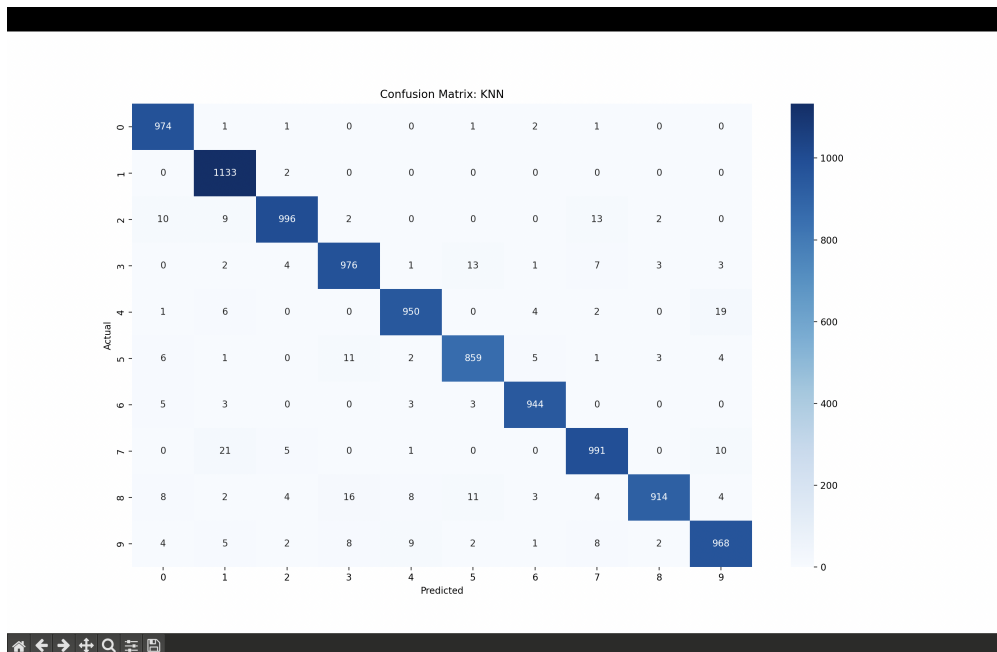 Confusion Matrix: KNN
0 974 1 1 0 0 1 2 1 0 0
1 0 1133 2 0 0 0 0 0 0 0
2 10 9 996 2 0 0 0 13 2 0
3 0 2 4 976 1 13 1 7 3 3
4 1 6 0 0 950 0 4 2 0 19
5 6 1 0 11 2 859 5 1 3 4
6 5 3 0 0 3 3 944 0 0 0
7 0 21 5 0 1 0 0 991 0 10
8 8 2 4 16 8 11 3 4 914 4
9 4 5 2 8 9 2 1 8 2 968
0 1 2 3 4 5 6 7 8 9
Actual
Predicted
1000
800
600
400
200
0